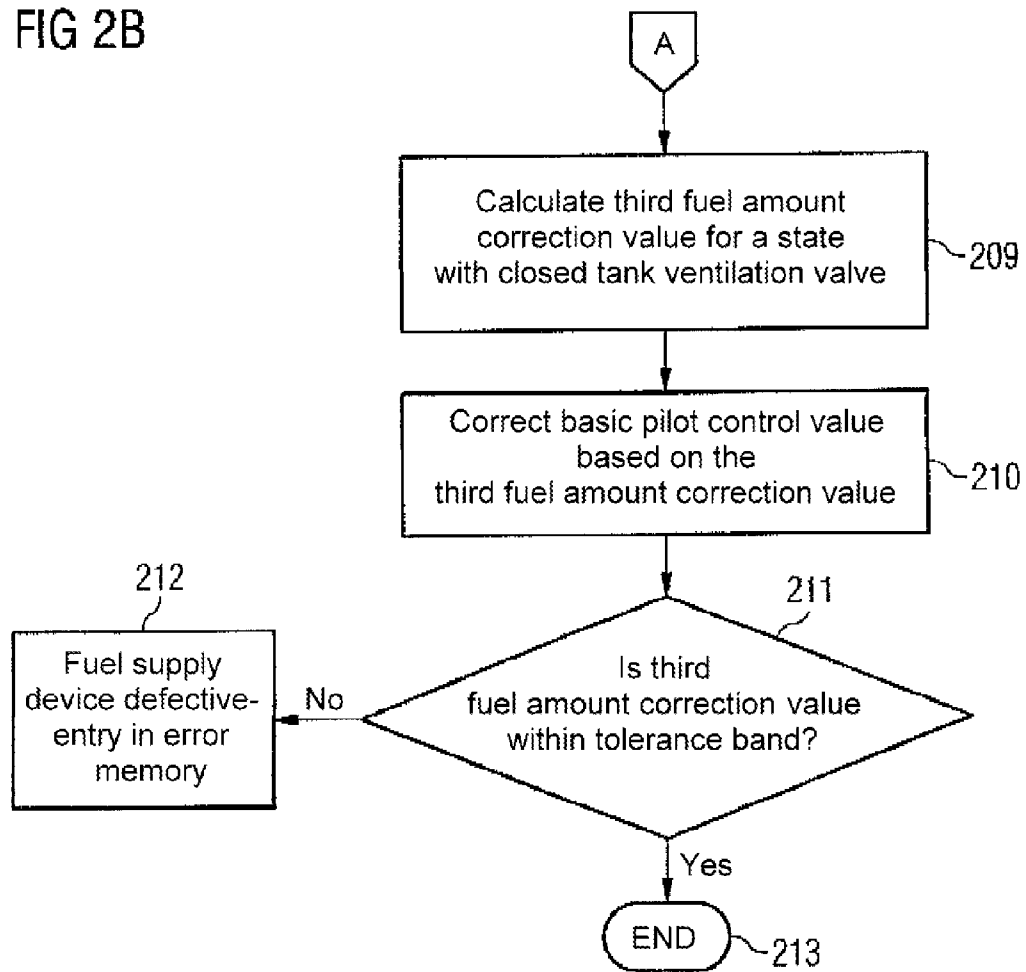 FIG 2B
A
Calculate third fuel amount
correction value for a state
with closed tank ventilation valve
209
Correct basic pilot control value
based on the
third fuel amount correction value
210
211
Is third
fuel amount correction value
within tolerance band?
No
212
Fuel supply
device defective-
entry in error
memory
Yes
END
213